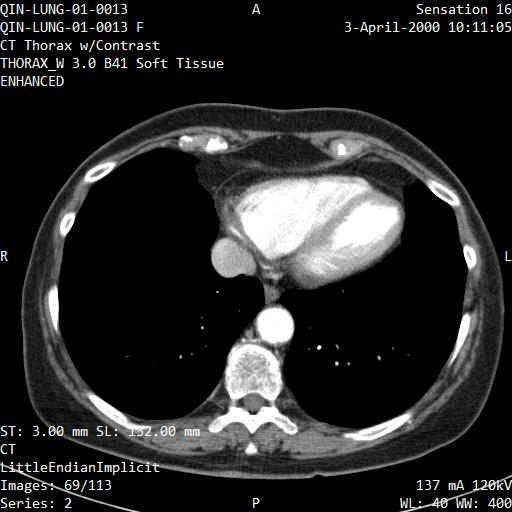 QIN-LUNG-01-0013
A
Sensation 16
QIN-LUNG-01-0013 F
3-April-2000 10:11:05
CT Thorax w/Contrast
THORAX_W 3.0 B41 Soft Tissue
ENHANCED
R
L
ST: 3.00 mm SL: 152.00 mm
CT
LittleEndianImplicit
Images: 69/113
137 mA 120kV
Series: 2
P
WL: 40 WW: 400